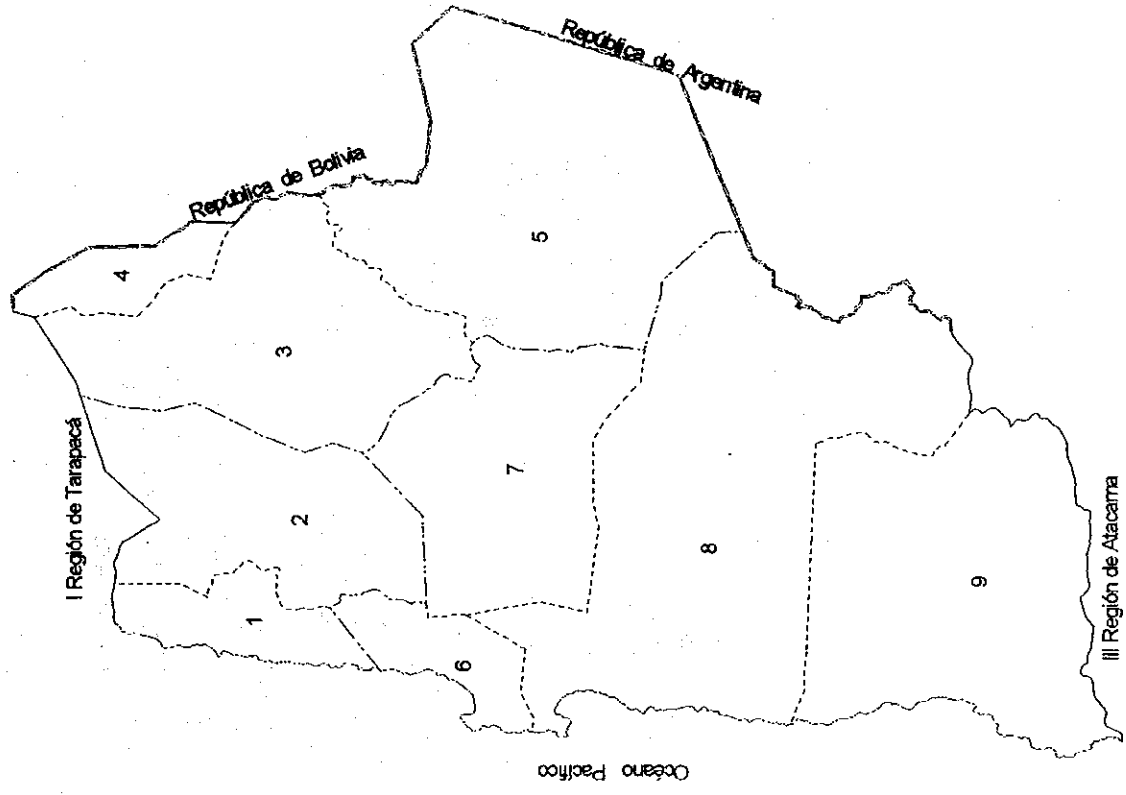 I Región de Tarapacá
República de Bolivia
República de Argentina
4
3
5
2
1
7
6
8
9
Océano Pacífico
III Región de Atacama